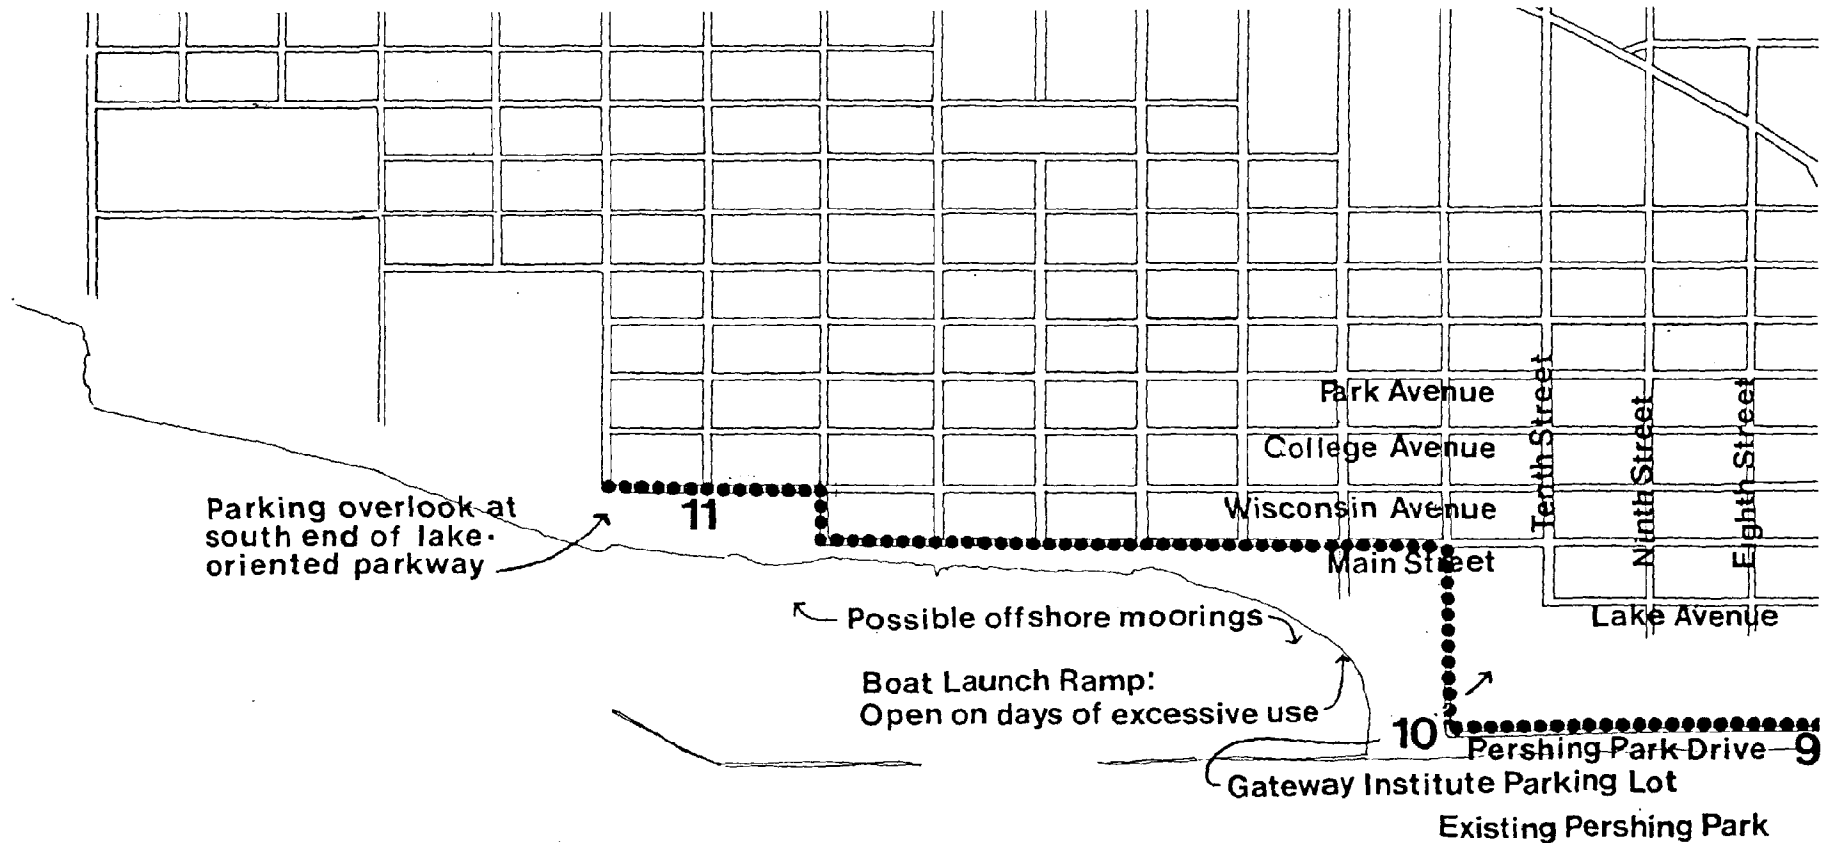 Park Avenue
College Avenue
Wisconsin Avenue
Main Street
Tenth Street
Ninth Street
Eighth Street
Lake Avenue
Parking overlook at
south end of lake-
oriented parkway
11
Possible offshore moorings
Boat Launch Ramp:
Open on days of excessive use
10
Pershing Park Drive
9
Gateway Institute Parking Lot
Existing Pershing Park